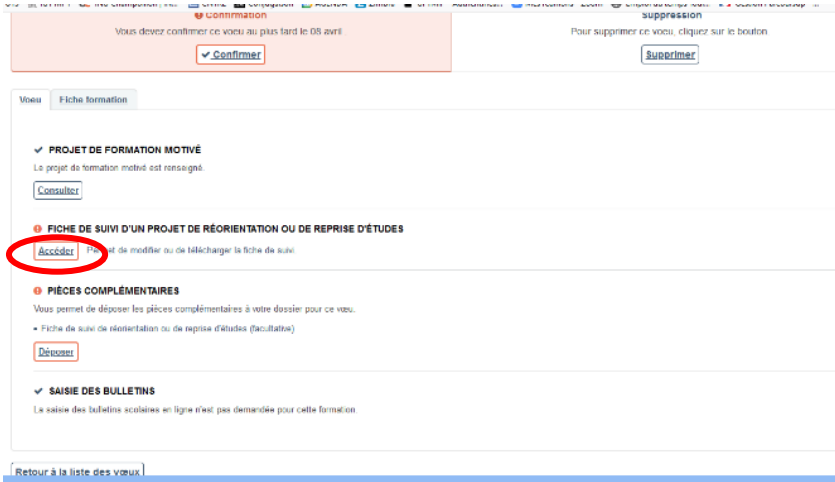 Confirmation
Suppression
Vous devez confirmer ce voeu au plus tard le 08 avril
Pour supprimer ce voeu, cliquez sur le bouton
Confirmer
Supprimer
Voeu
Fiche formation
PROJET DE FORMATION MOTIVÉ
Le projet de formation motivé est renseigné.
Consulter
FICHE DE SUIVI D'UN PROJET DE RÉORIENTATION OU DE REPRISE D'ÉTUDES
Accéder Permet de modifier ou de télécharger la fiche de suivi
PIÈCES COMPLÉMENTAIRES
Vous permet de déposer les pièces complémentaires à votre dossier pour ce vœu.
• Fiche de suivi de réorientation ou de reprise d'études (facultative)
Déposer
SAISIE DES BULLETINS
La saisie des bulletins scolaires en ligne n'est pas demandée pour cette formation.
Retour à la liste des vœux